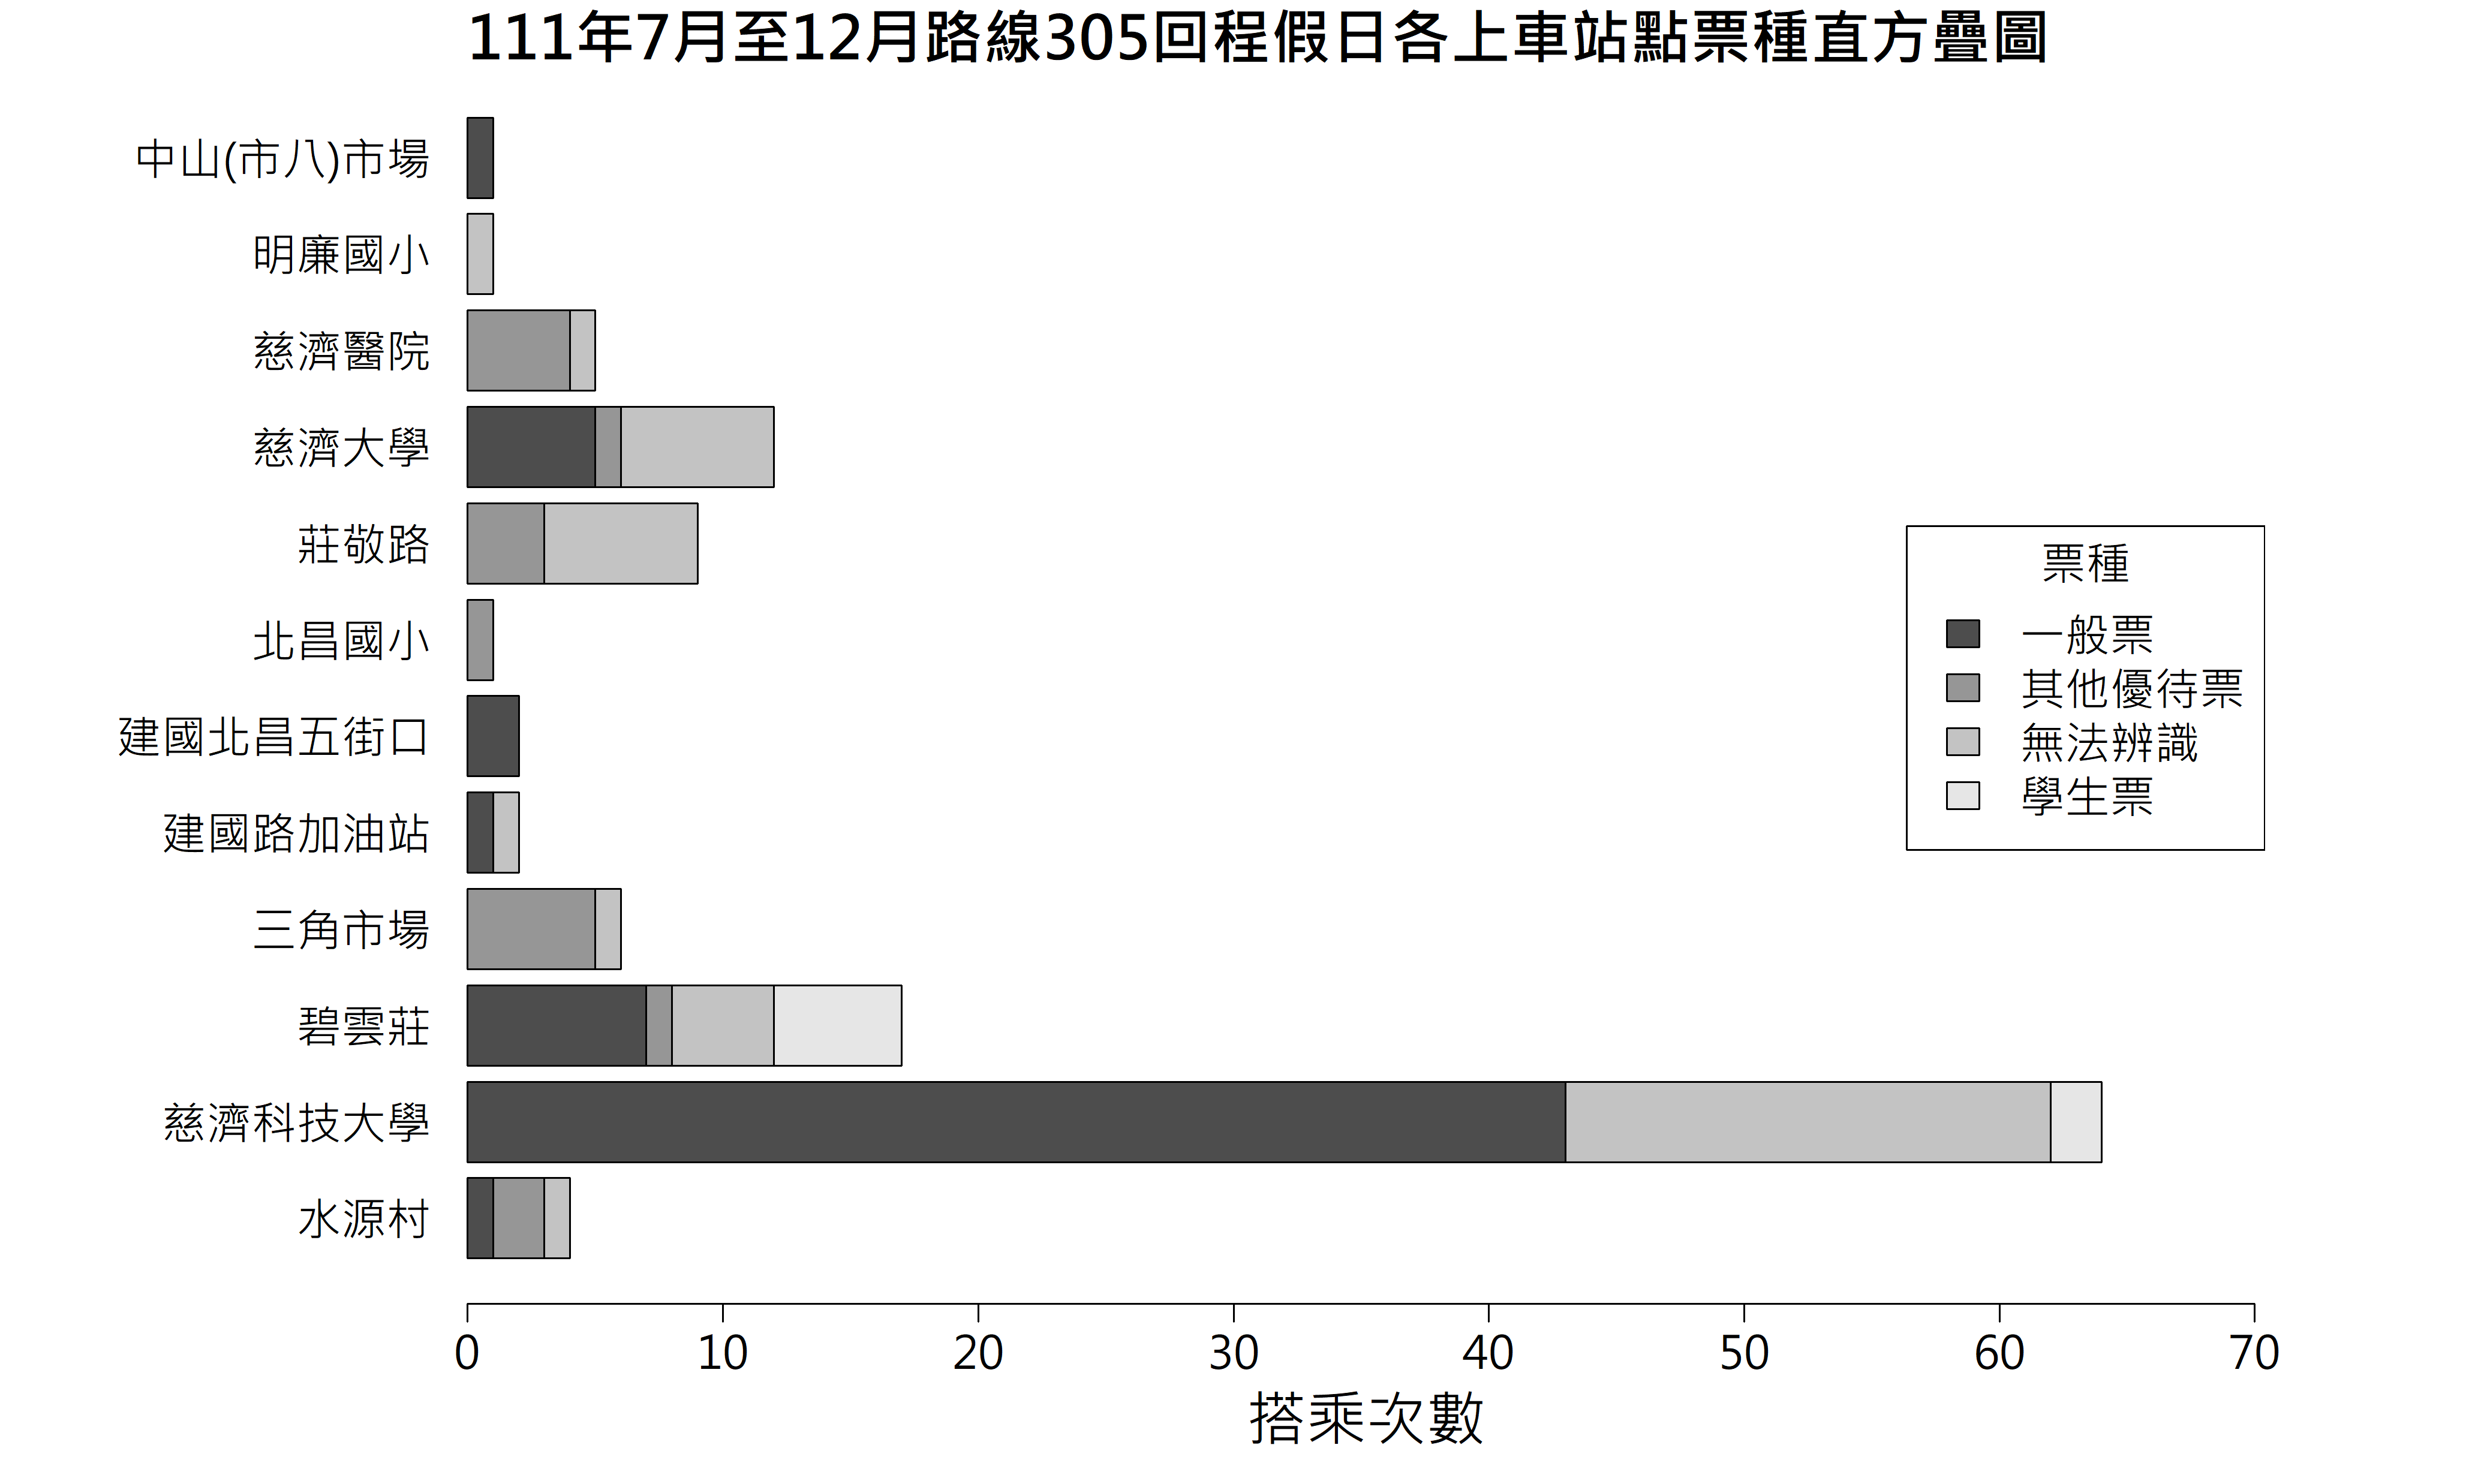 111年7月至12月路線305回程假日各上車站點票種直方疊圖
中山(市八)市場
明廉國小
慈濟醫院
慈濟大學
莊敬路
北昌國小
建國北昌五街口
建國路加油站
三角市場
碧雲莊
慈濟科技大學
水源村
票種
一般票
其他優待票
無法辨識
學生票
0 10 20 30 40 50 60 70
搭乘次數